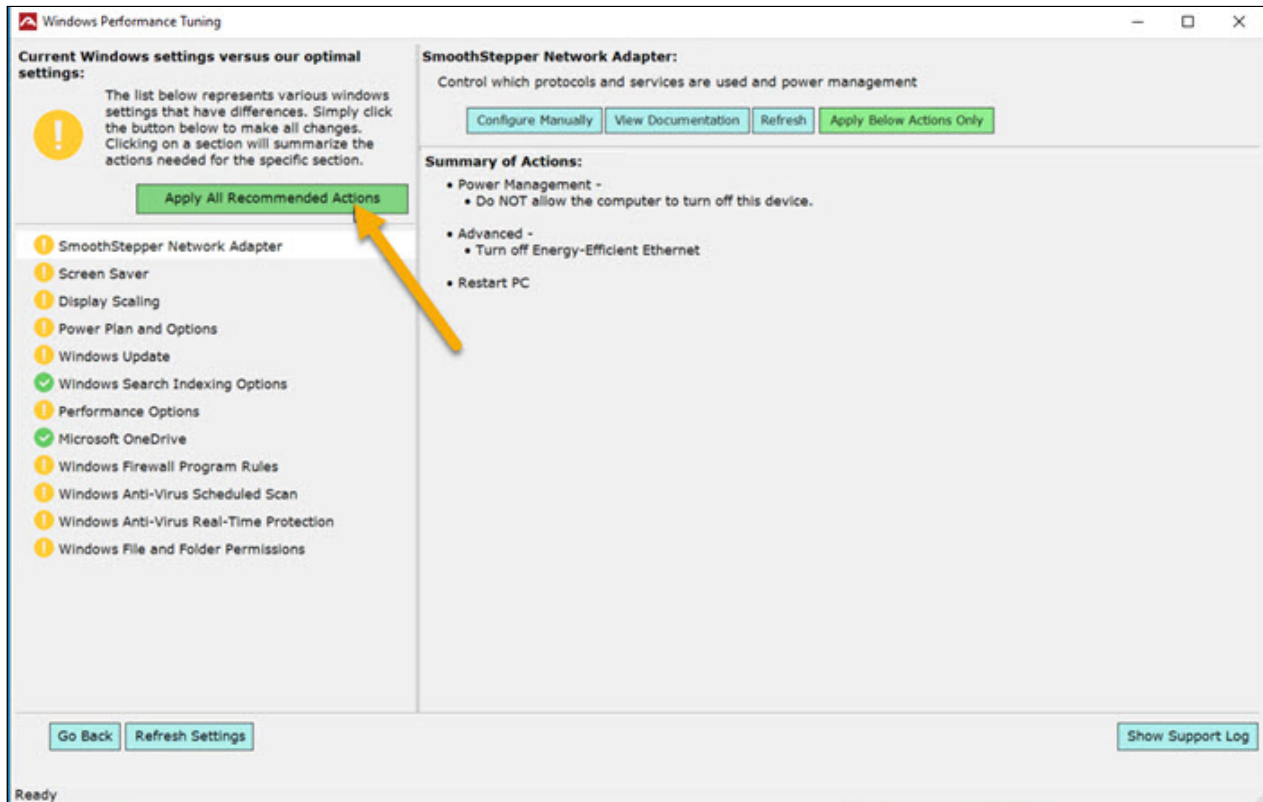 Windows Performance Tuning
Current Windows settings versus our optimal
settings:
The list below represents various windows
settings that have differences. Simply click
the button below to make all changes.
Clicking on a section will summarize the
actions needed for the specific section.
Apply All Recommended Actions
SmoothStepper Network Adapter
Screen Saver
Display Scaling
Power Plan and Options
Windows Update
Windows Search Indexing Options
Performance Options
Microsoft OneDrive
Windows Firewall Program Rules
Windows Anti-Virus Scheduled Scan
Windows Anti-Virus Real-Time Protection
Windows File and Folder Permissions
SmoothStepper Network Adapter:
Control which protocols and services are used and power management
Configure Manually View Documentation Refresh Apply Below Actions Only
Summary of Actions:
• Power Management -
• Do NOT allow the computer to turn off this device.
• Advanced -
• Turn off Energy-Efficient Ethernet
• Restart PC
Go Back Refresh Settings Show Support Log
Ready